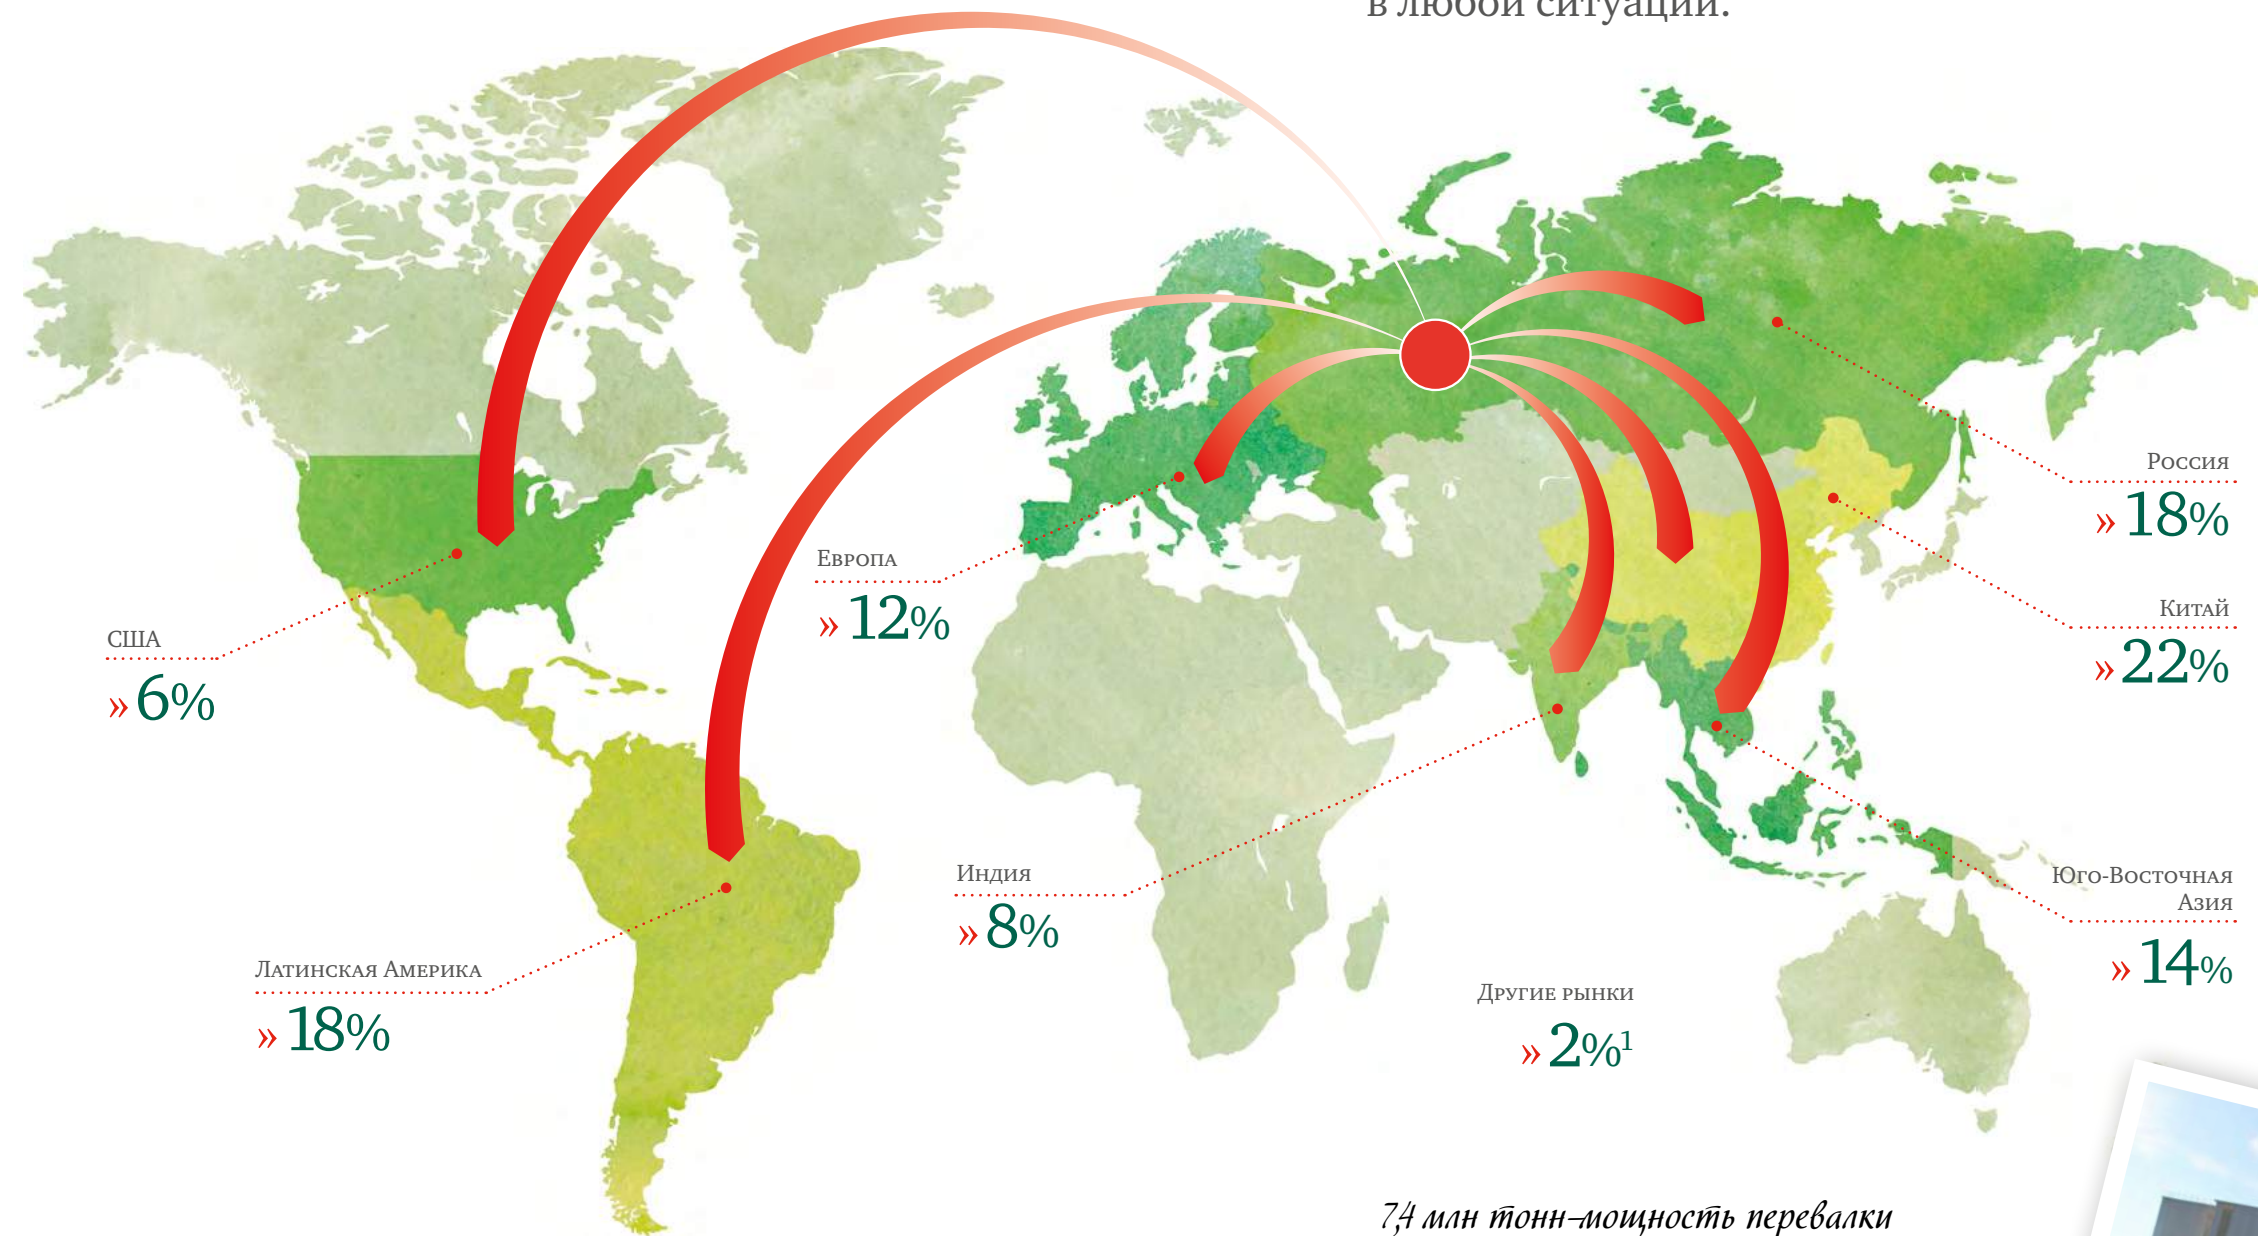 в любой ситуации.
Россия
» 18%
Китай
» 22%
Европа
» 12%
США
» 6%
Индия
» 8%
Юго-Восточная
Азия
» 14%
Латинская Америка
» 18%
Другие рынки
» 2%¹
7,4 млн тонн–мощность перевалки